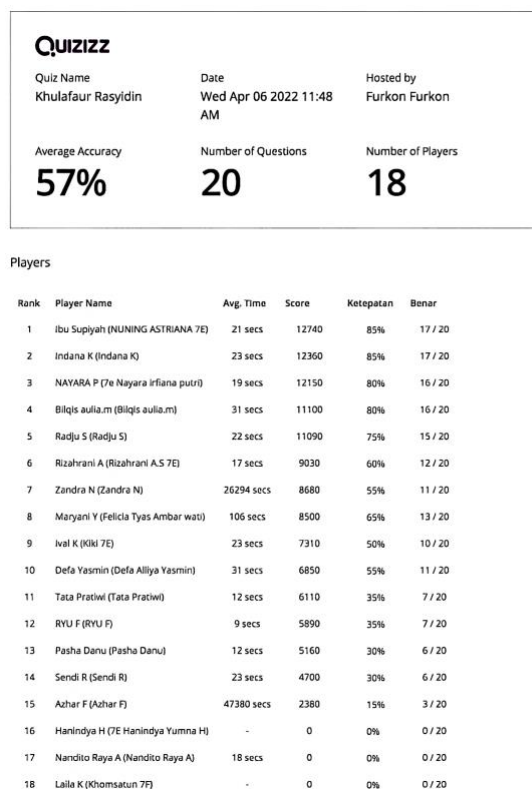 Quizizz
Quiz Name Date Hosted by
Khulafaur Rasyidin Wed Apr 06 2022 11:48 AM Furkon Furkon
Average Accuracy Number of Questions Number of Players
57% 20 18
Players
Rank Player Name Avg. Time Score Ketepatan Benar
1 Ibu Supiyah (NUNING ASTRIANA 7E) 21 secs 12740 85% 17 / 20
2 Indana K (Indana K) 23 secs 12360 85% 17 / 20
3 NAYARA P (7e Nayara irfiana putri) 19 secs 12150 80% 16 / 20
4 Bilqis aulia.m (Bilqis aulia.m) 31 secs 11100 80% 16 / 20
5 Radju S (Radju S) 22 secs 11090 75% 15 / 20
6 Rizahrani A (Rizahrani A.S 7E) 17 secs 9030 60% 12 / 20
7 Zandra N (Zandra N) 26294 secs 8680 55% 11 / 20
8 Maryani Y (Felicia Tyas Ambar wati) 106 secs 8500 65% 13 / 20
9 Ival K (Kiki 7E) 23 secs 7310 50% 10 / 20
10 Defa Yasmin (Defa Alliya Yasmin) 31 secs 6850 55% 11 / 20
11 Tata Pratiwi (Tata Pratiwi) 12 secs 6110 35% 7 / 20
12 RYU F (RYU F) 9 secs 5890 35% 7 / 20
13 Pasha Danu (Pasha Danu) 12 secs 5160 30% 6 / 20
14 Sendi R (Sendi R) 23 secs 4700 30% 6 / 20
15 Azhar F (Azhar F) 47380 secs 2380 15% 3 / 20
16 Hanindya H (7E Hanindya Yumna H) - 0 0% 0 / 20
17 Nandito Raya A (Nandito Raya A) 18 secs 0 0% 0 / 20
18 Laila K (Khomsatun 7F) - 0 0% 0 / 20